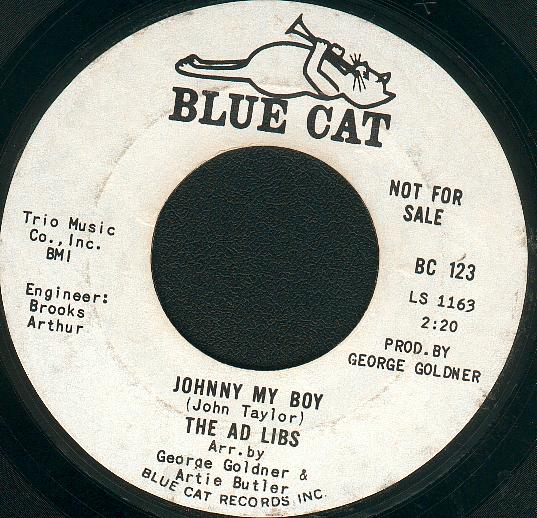 BLUE CAT
NOT FOR
SALE
Trio Music
Co., Inc.
BMI
Engineer:
Brooks
Arthur
BC 123
LS 1163
2:20
PROD. BY
GEORGE GOLDNER
JOHNNY MY BOY
(John Taylor)
THE AD LIBS
Arr. by
George Goldner &
Artie Butler
BLUE CAT RECORDS INC.